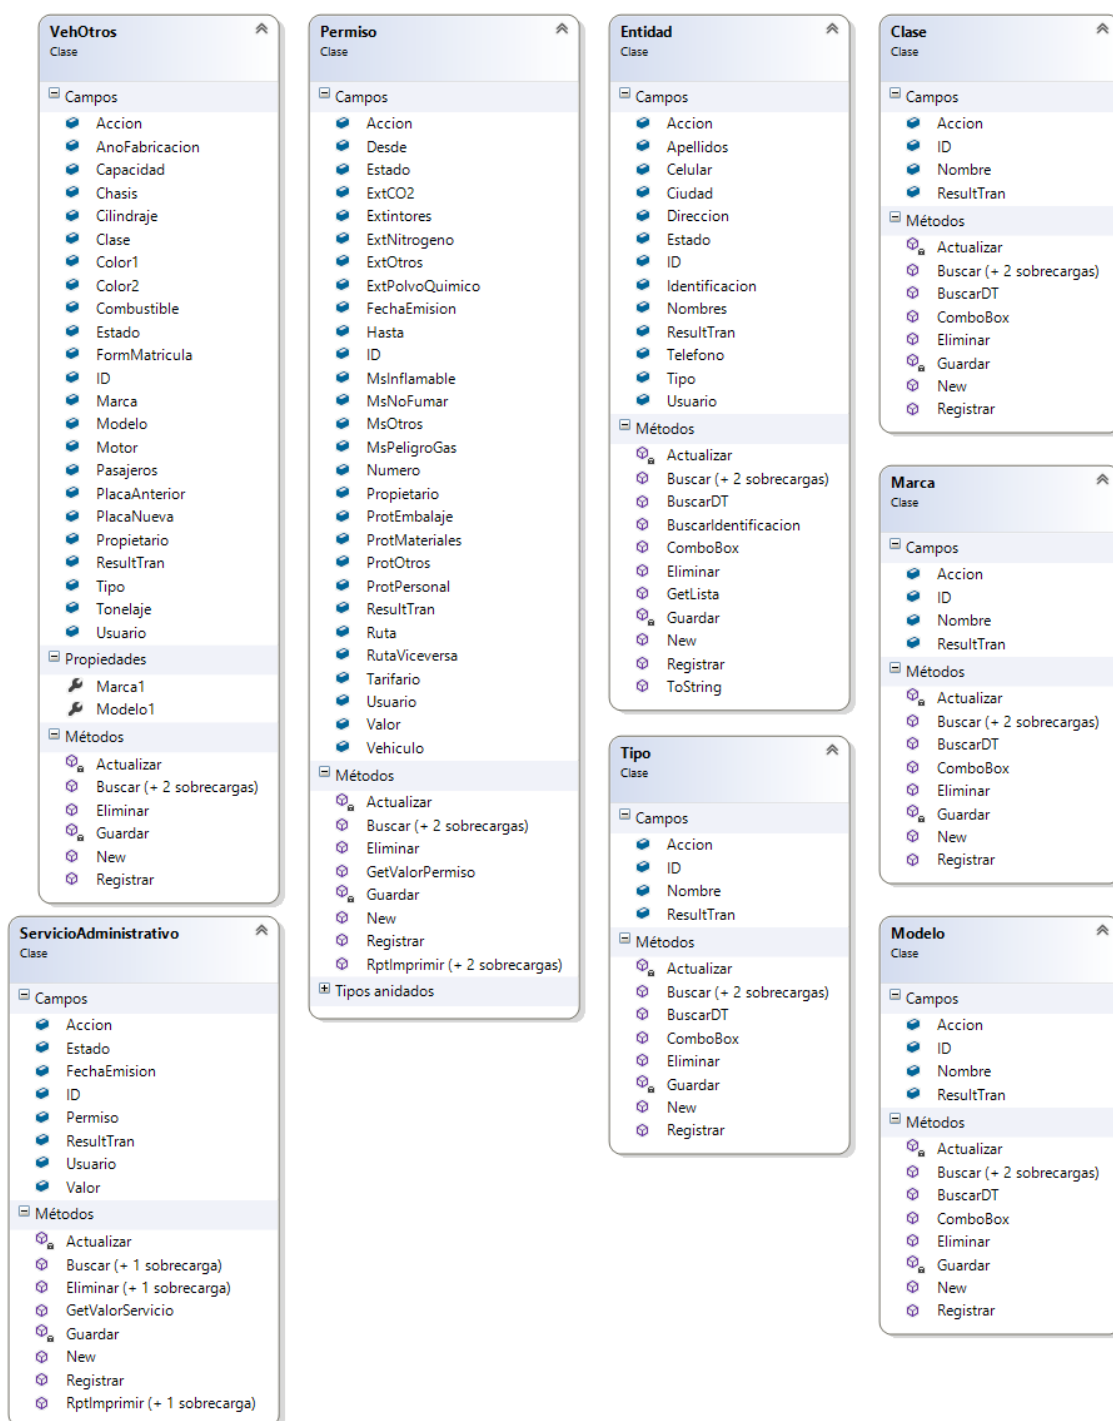 VehOtros
Clase
Campos
Accion
AnoFabricacion
Capacidad
Chasis
Cilindraje
Clase
Color1
Color2
Combustible
Estado
FormMatricula
ID
Marca
Modelo
Motor
Pasajeros
PlacaAnterior
PlacaNueva
Propietario
ResultTran
Tipo
Tonelaje
Usuario
Propiedades
Marca1
Modelo1
Métodos
Actualizar
Buscar (+ 2 sobrecargas)
Eliminar
Guardar
New
Registrar
ServicioAdministrativo
Clase
Campos
Accion
Estado
FechaEmision
ID
Permiso
ResultTran
Usuario
Valor
Métodos
Actualizar
Buscar (+ 1 sobrecarga)
Eliminar (+ 1 sobrecarga)
GetValorServicio
Guardar
New
Registrar
RptImprimir (+ 1 sobrecarga)
Permiso
Clase
Campos
Accion
Desde
Estado
ExtCO2
Extintores
ExtNitrogeno
ExtOtros
ExtPolvoQuimico
FechaEmision
Hasta
ID
MsInflamable
MsNoFumar
MsOtros
MsPeligroGas
Numero
Propietario
ProtEmbalaje
ProtMateriales
ProtOtros
ProtPersonal
ResultTran
Ruta
RutaViceversa
Tarifario
Usuario
Valor
Vehiculo
Métodos
Actualizar
Buscar (+ 2 sobrecargas)
Eliminar
GetValorPermiso
Guardar
New
Registrar
RptImprimir (+ 2 sobrecargas)
Tipos anidados
Entidad
Clase
Campos
Accion
Apellidos
Celular
Ciudad
Direccion
Estado
ID
Identificacion
Nombres
ResultTran
Telefono
Tipo
Usuario
Métodos
Actualizar
Buscar (+ 2 sobrecargas)
BuscarDT
BuscarIdentificacion
ComboBox
Eliminar
GetLista
Guardar
New
Registrar
ToString
Tipo
Clase
Campos
Accion
ID
Nombre
ResultTran
Métodos
Actualizar
Buscar (+ 2 sobrecargas)
BuscarDT
ComboBox
Eliminar
Guardar
New
Registrar
Clase
Clase
Campos
Accion
ID
Nombre
ResultTran
Métodos
Actualizar
Buscar (+ 2 sobrecargas)
BuscarDT
ComboBox
Eliminar
Guardar
New
Registrar
Marca
Clase
Campos
Accion
ID
Nombre
ResultTran
Métodos
Actualizar
Buscar (+ 2 sobrecargas)
BuscarDT
ComboBox
Eliminar
Guardar
New
Registrar
Modelo
Clase
Campos
Accion
ID
Nombre
ResultTran
Métodos
Actualizar
Buscar (+ 2 sobrecargas)
BuscarDT
ComboBox
Eliminar
Guardar
New
Registrar